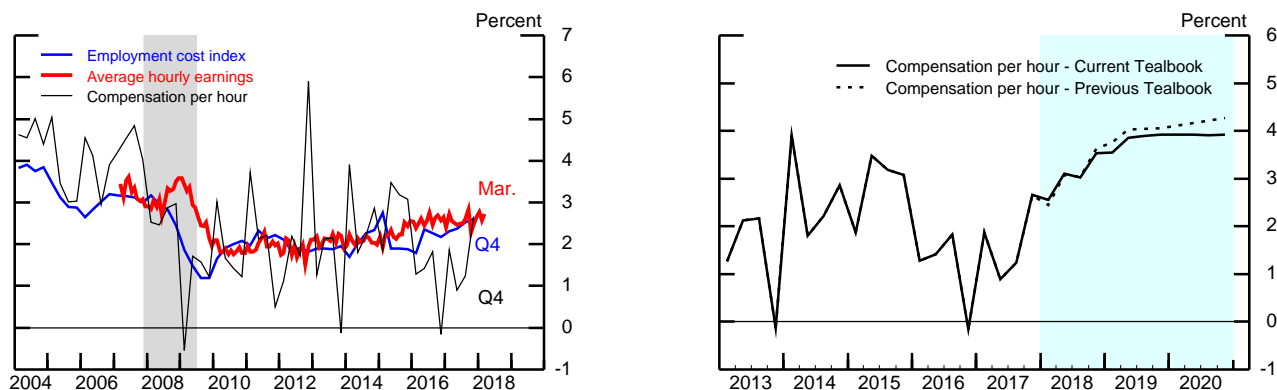 Percent
7
Employment cost index
Average hourly earnings
Compensation per hour
6
5
4
Mar.
3
2
Q4
1
Q4
0
-1
2004 2006 2008 2010 2012 2014 2016 2018
Percent
7
Compensation per hour - Current Tealbook
Compensation per hour - Previous Tealbook
6
5
4
3
2
1
0
-1
2013 2014 2015 2016 2017 2018 2019 2020